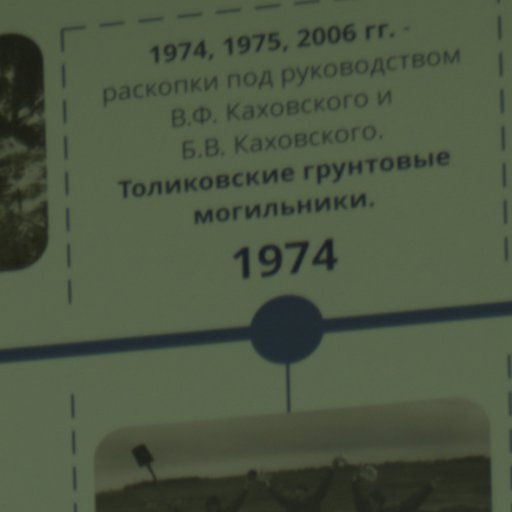 1974, 1975, 2006 гг. -
раскопки под руководством
В.Ф. Каховского и
Б.В. Каховского.
Толиковские грунтовые
могильники.
1974